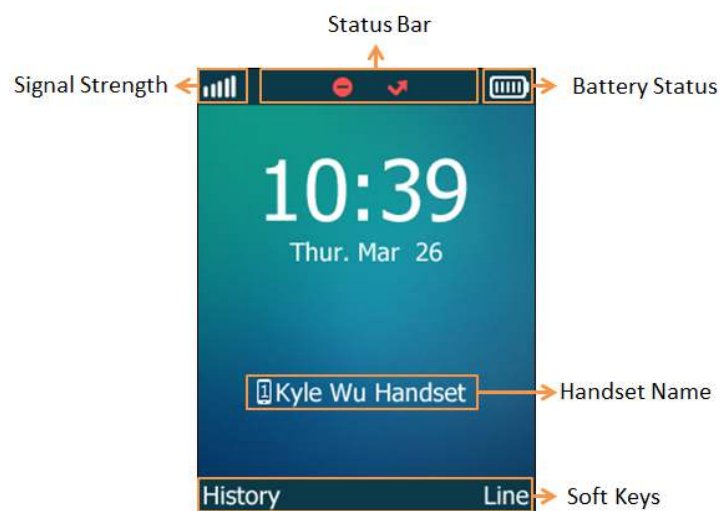 Status Bar
Signal Strength
Battery Status
10:39
Thur. Mar 26
1 Kyle Wu Handset
Handset Name
History
Line
Soft Keys